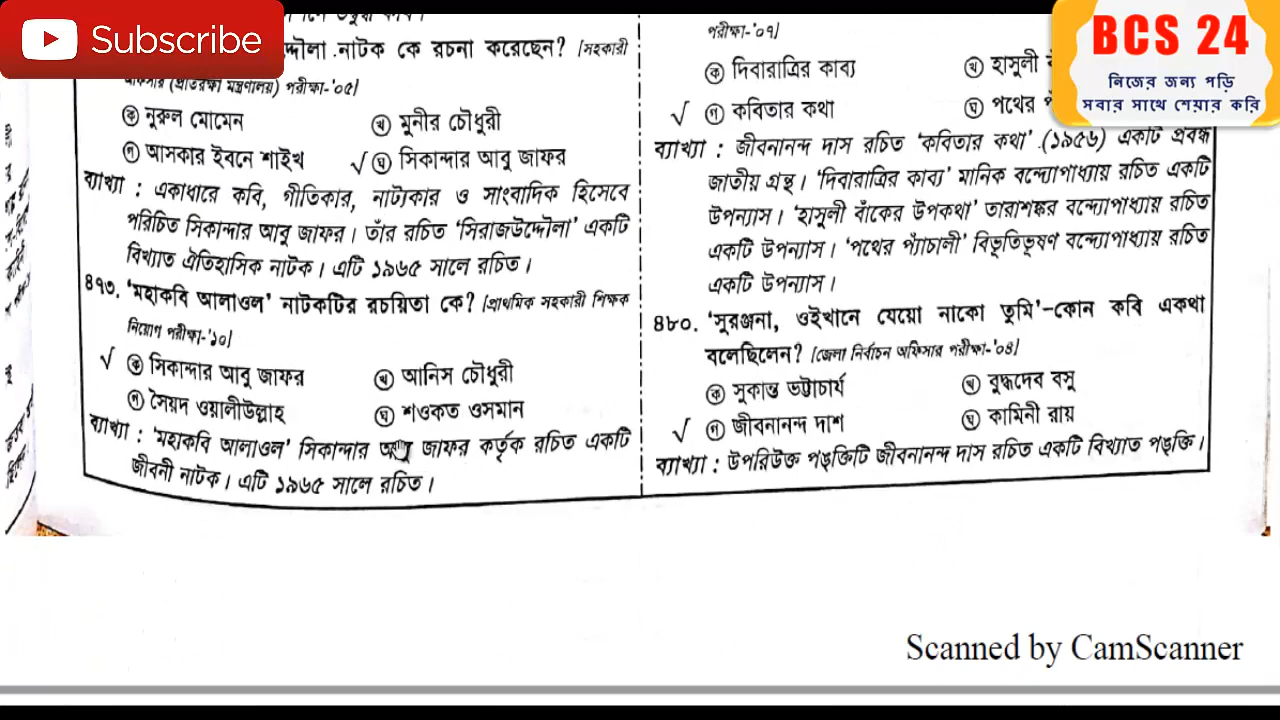 Subscribe
BCS 24
নিজের জন্য পড়ি
সবার সাথে শেয়ার করি
নাটক কে রচনা করেছেন? [সহকারী
অফিসার (প্রতিরক্ষা মন্ত্রণালয়) পরীক্ষা-'০৫]
ক নুরুল মোমেন খ মুনীর চৌধুরী
গ আসকার ইবনে শাইখ √ ঘ সিকান্দার আবু জাফর
ব্যাখ্যা : একাধারে কবি, গীতিকার, নাট্যকার ও সাংবাদিক হিসেবে
পরিচিত সিকান্দার আবু জাফর। তাঁর রচিত 'সিরাজউদ্দৌলা' একটি
বিখ্যাত ঐতিহাসিক নাটক। এটি ১৯৬৫ সালে রচিত।
৪৭৩. 'মহাকবি আলাওল' নাটকটির রচয়িতা কে? [প্রাথমিক সহকারী শিক্ষক
নিয়োগ পরীক্ষা-'১০]
√ ক সিকান্দার আবু জাফর খ আনিস চৌধুরী
গ সৈয়দ ওয়ালীউল্লাহ ঘ শওকত ওসমান
ব্যাখ্যা : 'মহাকবি আলাওল' সিকান্দার আবু জাফর কর্তৃক রচিত একটি
জীবনী নাটক। এটি ১৯৬৫ সালে রচিত।
পরীক্ষা-'০৭]
ক দিবারাত্রির কাব্য খ হাসুলী
√ গ কবিতার কথা ঘ পথের
ব্যাখ্যা : জীবনানন্দ দাস রচিত 'কবিতার কথা' (১৯৫৬) একটি প্রবন্ধ
জাতীয় গ্রন্থ। 'দিবারাত্রির কাব্য' মানিক বন্দ্যোপাধ্যায় রচিত একটি
উপন্যাস। 'হাসুলী বাঁকের উপকথা' তারাশঙ্কর বন্দ্যোপাধ্যায় রচিত
একটি উপন্যাস। 'পথের প্যাঁচালী' বিভূতিভূষণ বন্দ্যোপাধ্যায় রচিত
একটি উপন্যাস।
৪৮০. 'সুরঞ্জনা, ওইখানে যেয়ো নাকো তুমি'-কোন কবি একথা
বলেছিলেন? [জেলা নির্বাচন অফিসার পরীক্ষা-'০৪]
ক সুকান্ত ভট্টাচার্য খ বুদ্ধদেব বসু
√ গ জীবনানন্দ দাশ ঘ কামিনী রায়
ব্যাখ্যা : উপরিউক্ত পঙ্ক্তিটি জীবনানন্দ দাস রচিত একটি বিখ্যাত পঙ্ক্তি।
Scanned by CamScanner